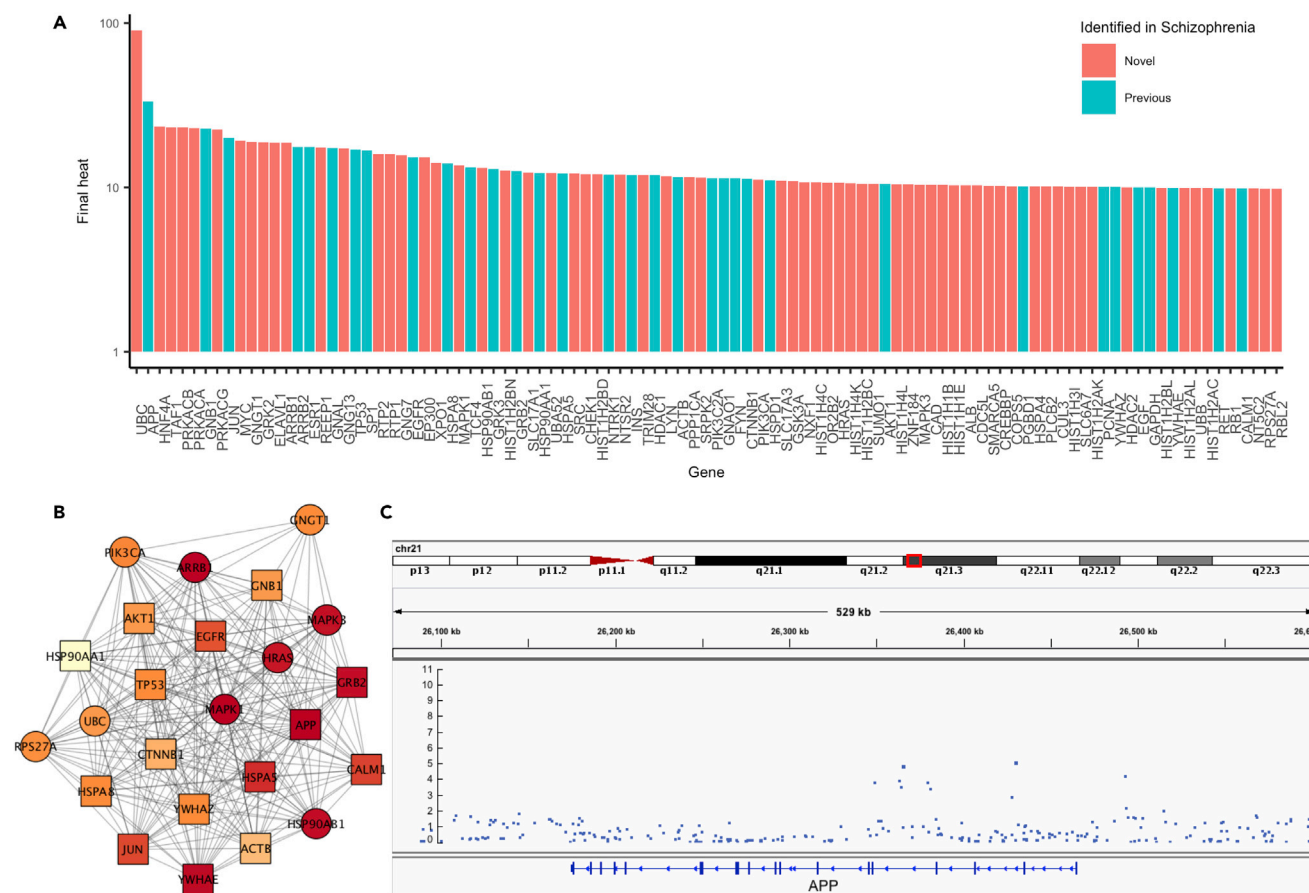 A
100
10
1
Final heat
Identified in Schizophrenia
Novel
Previous
UBC
APP
HNF4A
TAF1
PRKACB
PRKACA
GNB1
PRKACG
JUN
MYC
GNGT1
GRK2
ELAVL1
ARRB1
ARRB2
ESR1
REEP1
GNAL
GNG13
TP53
SP1
RTP2
GNG7
EGFR
EP300
XPO1
HSPA8
MAPK1
TCF4
HSP90AB1
GRK3
HIST1H2BN
GRB2
SLC17A1
HSP90AA1
UBA52
HSPA5
SRC
CHEK1
HIST1H2BD
NTRK1
NTSR2
INS
TRIM28
HDAC1
LYN
ACTB
PPP1CA
SRPK2
PIK3C2A
GNAO1
FYN
CTNNB1
PIK3CA
HSPD1
SLC17A3
GSK3A
NXF1
HIST1H4C
OR2B2
HRAS
HIST1H4K
HIST1H2BC
SUMO1
AKT1
HIST1H4L
ZNF184
MAPK3
CAD
HIST1H1B
HIST1H1E
ALB
CDC5L
SMARCA5
CREBBP
COPS5
PGBD1
HSPA4
PLCB2
CUL3
HIST1H3I
SLC6A7
HIST1H2AK
PCNA
YWHAZ
HDAC2
EGF
GAPDH
HIST1H2BL
YWHAE
HIST1H2AL
UBB
HIST1H2AC
RET
RB1
CALM1
NT5C2
RPS27A
RBL2
Gene
B
GNGT1
PIK3CA
ARRB1
GNB1
AKT1
MAPK3
EGFR
HSP90AA1
HRAS
TP53
GRB2
MAPK1
UBC
APP
RPS27A
CTNNB1
CALM1
HSPA5
HSPA8
YWHAZ
HSP90AB1
JUN
ACTB
YWHAE
C
chr21
p13 p12 p11.2 p11.1 q11.2 q21.1 q21.2 q21.3 q22.11 q22.12 q22.2 q22.3
529 kb
26,100 kb 26,200 kb 26,300 kb 26,400 kb 26,500 kb
11
10
9
8
7
6
5
4
3
2
1
0
APP